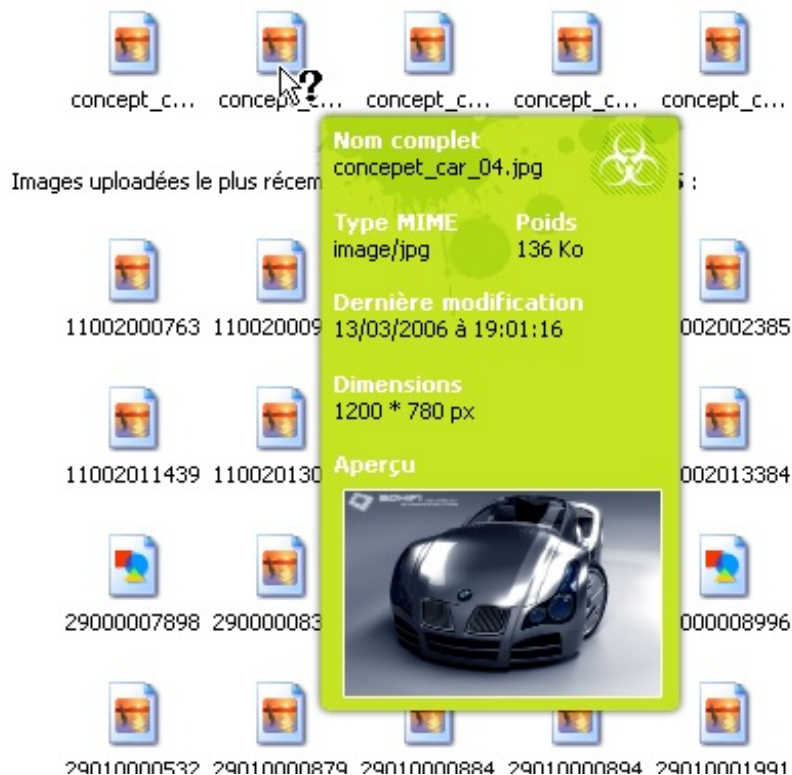 concept_c... concept_c... concept_c... concept_c... concept_c...
Nom complet
concepet_car_04.jpg
Images uploadées le plus récem
:
Type MIME Poids
image/jpg 136 Ko
Dernière modification
13/03/2006 à 19:01:16
11002000763 110020009 002002385
Dimensions
1200 * 780 px
Aperçu
11002011439 110020130 002013384
29000007898 290000083 000008996
29010000532 29010000879 29010000884 29010000894 29010001991